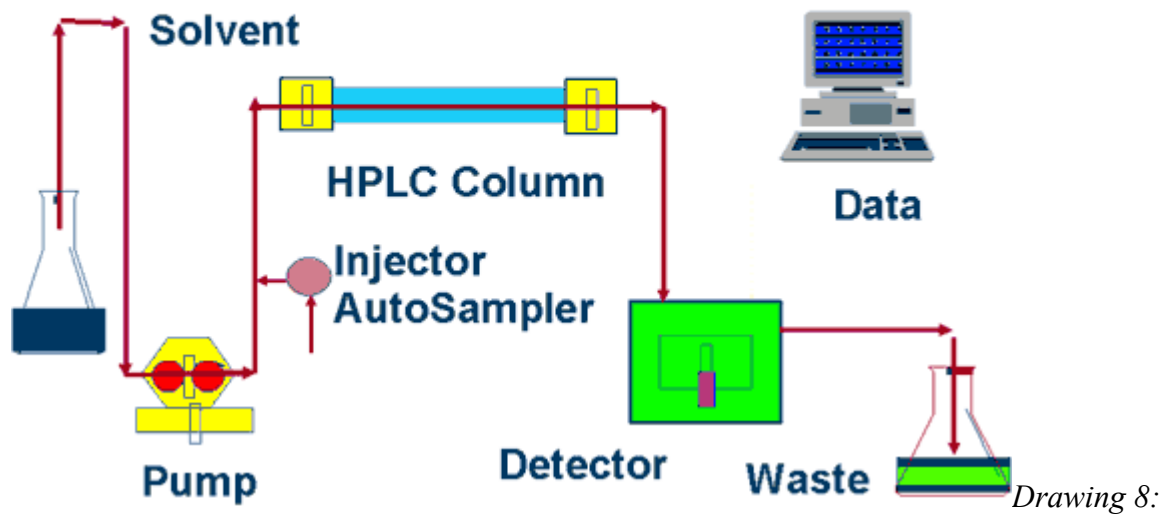 Solvent
HPLC Column
Data
Injector
AutoSampler
Detector
Waste
Pump
Drawing 8: